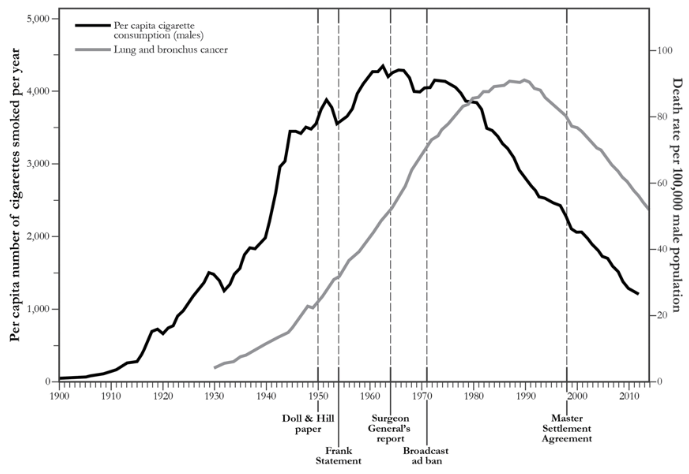 Per capita cigarette
consumption (males)
Lung and bronchus cancer
Per capita number of cigarettes smoked per year
5,000
4,000
3,000
2,000
1,000
0
Death rate per 100,000 male population
100
80
60
40
20
0
1900
1910
1920
1930
1940
1950
1960
1970
1980
1990
2000
2010
Doll & Hill
paper
Frank
Statement
Surgeon
General's
report
Broadcast
ad ban
Master
Settlement
Agreement